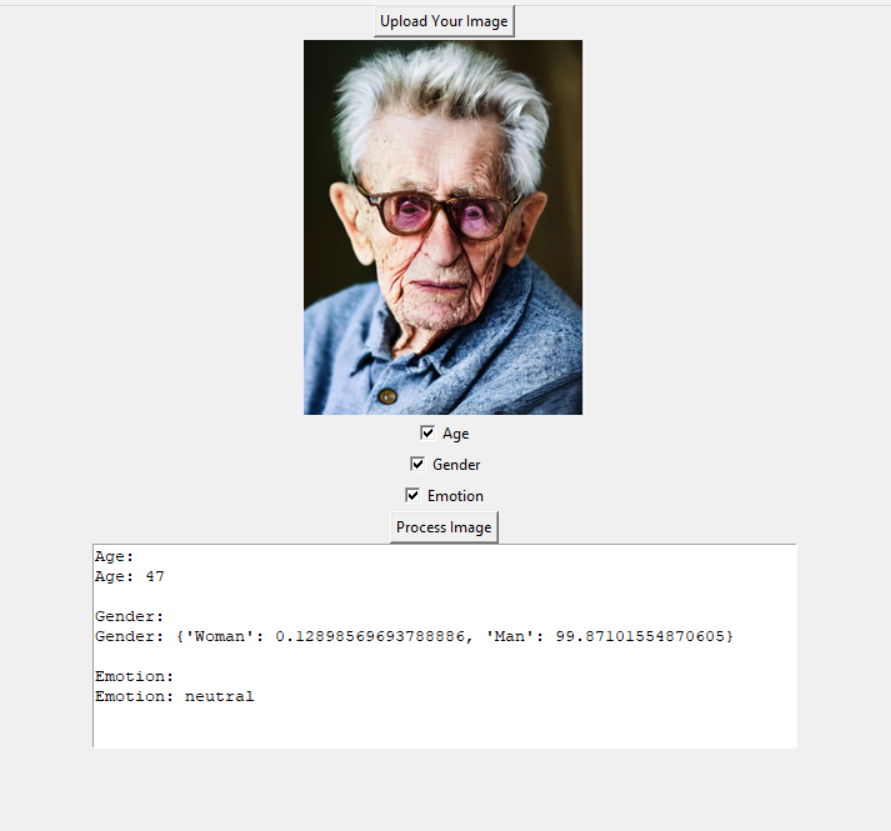 Upload Your Image
Age
Gender
Emotion
Process Image
Age:
Age: 47
Gender:
Gender: {'Woman': 0.12898569693788886, 'Man': 99.87101554870605}
Emotion:
Emotion: neutral